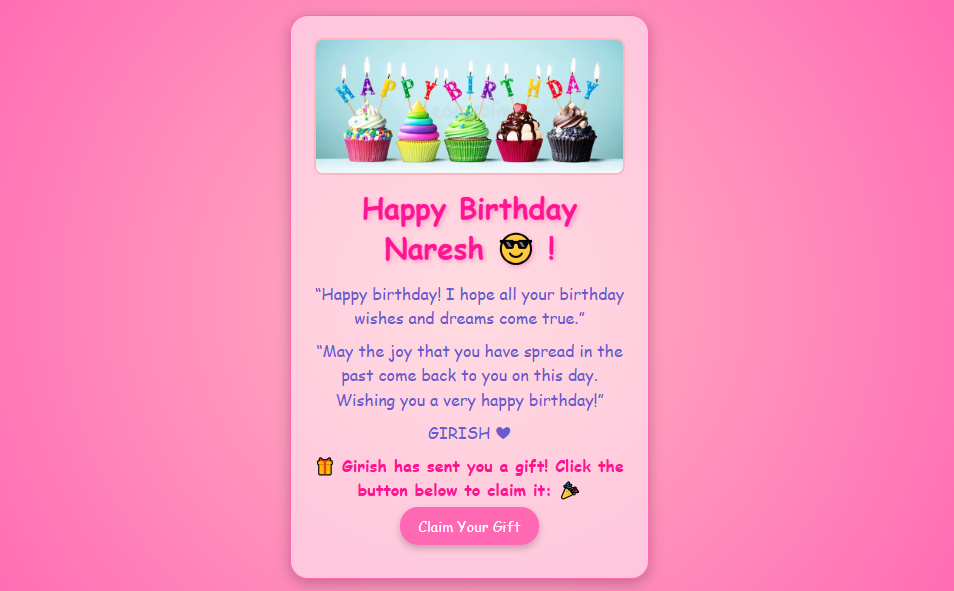 HAPPY BIRTHDAY
Happy Birthday
Naresh 😎 !
“Happy birthday! I hope all your birthday
wishes and dreams come true.”
“May the joy that you have spread in the
past come back to you on this day.
Wishing you a very happy birthday!”
GIRISH 💜
🎁 Girish has sent you a gift! Click the
button below to claim it: 🎉
Claim Your Gift